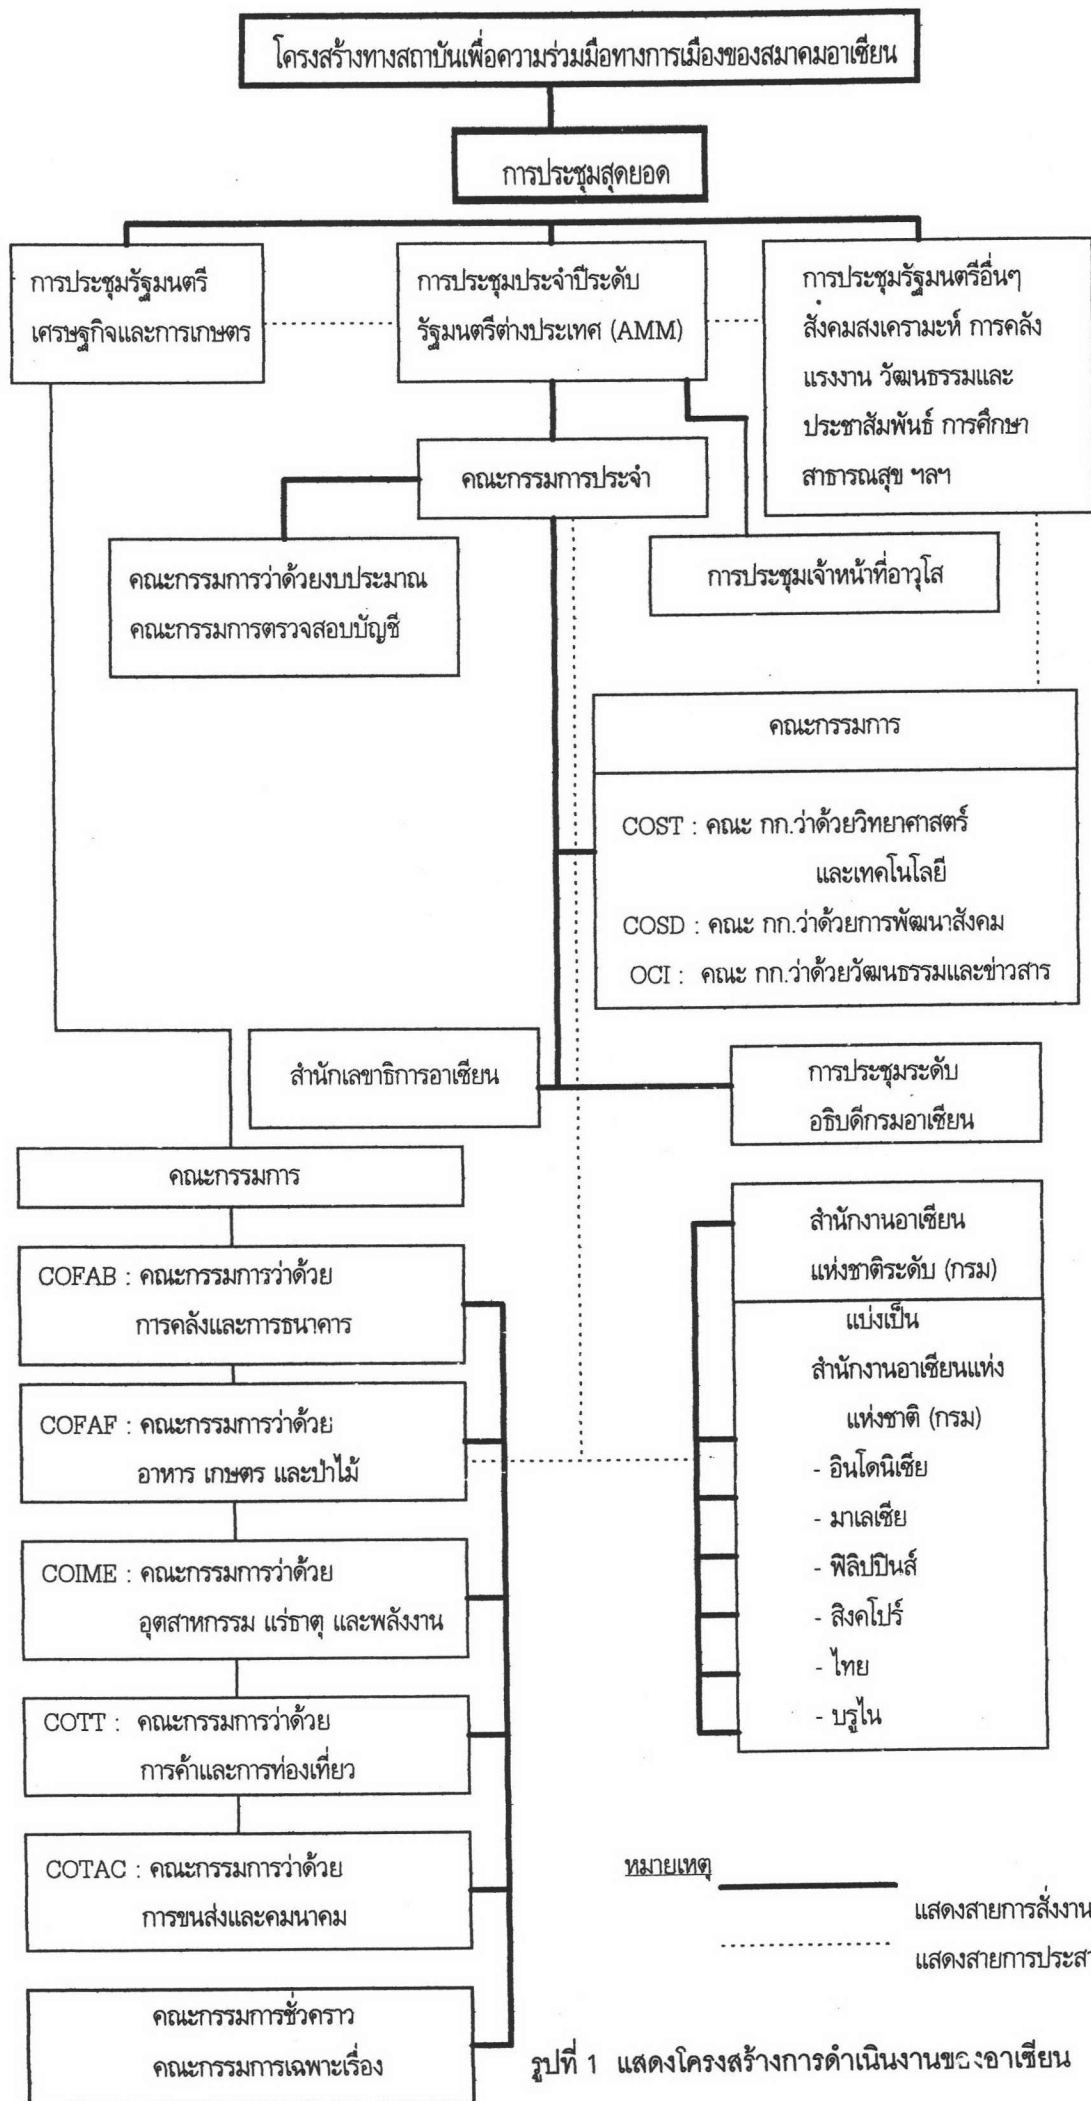 โครงสร้างทางสถาบันเพื่อความร่วมมือทางการเมืองของสมาคมอาเซียน
การประชุมสุดยอด
การประชุมรัฐมนตรี
เศรษฐกิจและการเกษตร
การประชุมประจำปีระดับ
รัฐมนตรีต่างประเทศ (AMM)
การประชุมรัฐมนตรีอื่นๆ
สังคมสงเคราะห์ การคลัง
แรงงาน วัฒนธรรมและ
ประชาสัมพันธ์ การศึกษา
สาธารณสุข ฯลฯ
คณะกรรมการประจำ
คณะกรรมการว่าด้วยงบประมาณ
คณะกรรมการตรวจสอบบัญชี
การประชุมเจ้าหน้าที่อาวุโส
คณะกรรมการ
COST : คณะ กก.ว่าด้วยวิทยาศาสตร์
และเทคโนโลยี
COSD : คณะ กก.ว่าด้วยการพัฒนาสังคม
OCI : คณะ กก.ว่าด้วยวัฒนธรรมและข่าวสาร
สำนักเลขาธิการอาเซียน
การประชุมระดับ
อธิบดีกรมอาเซียน
คณะกรรมการ
COFAB : คณะกรรมการว่าด้วย
การคลังและการธนาคาร
COFAF : คณะกรรมการว่าด้วย
อาหาร เกษตร และป่าไม้
COIME : คณะกรรมการว่าด้วย
อุตสาหกรรม แร่ธาตุ และพลังงาน
COTT : คณะกรรมการว่าด้วย
การค้าและการท่องเที่ยว
COTAC : คณะกรรมการว่าด้วย
การขนส่งและคมนาคม
คณะกรรมการชั่วคราว
คณะกรรมการเฉพาะเรื่อง
สำนักงานอาเซียน
แห่งชาติระดับ (กรม)
แบ่งเป็น
สำนักงานอาเซียนแห่ง
แห่งชาติ (กรม)
- อินโดนิเซีย
- มาเลเซีย
- ฟิลิปปินส์
- สิงคโปร์
- ไทย
- บรูไน
หมายเหตุ
แสดงสายการสั่งงาน
แสดงสายการประสา
รูปที่ 1 แสดงโครงสร้างการดำเนินงานของอาเซียน